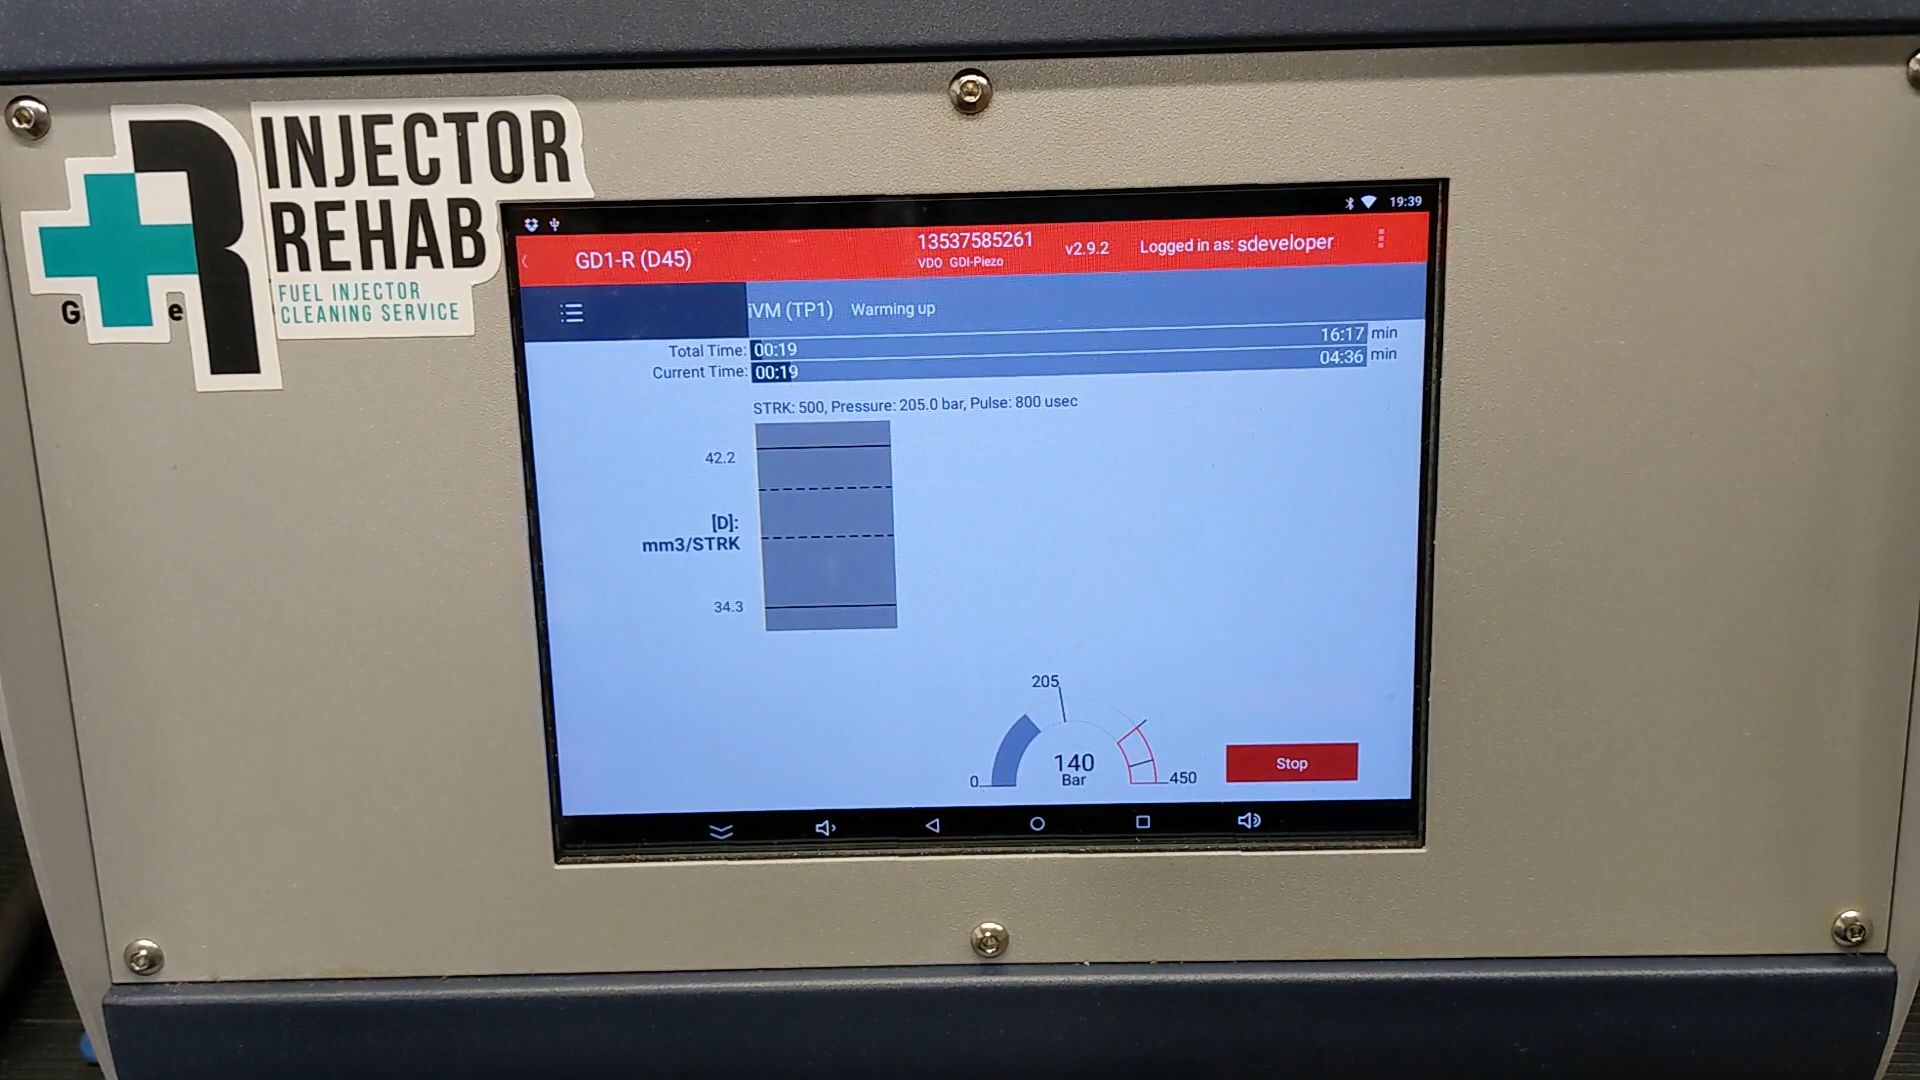 INJECTOR
REHAB
FUEL INJECTOR
CLEANING SERVICE
G
e
19:39
GD1-R (D45)
13537585261
VDO GDI-Piezo
v2.9.2
Logged in as: sdeveloper
iVM (TP1) Warming up
Total Time: 00:19 16:17 min
Current Time: 00:19 04:36 min
STRK: 500, Pressure: 205.0 bar, Pulse: 800 usec
42.2
[D]:
mm3/STRK
34.3
205
140
Bar
0
450
Stop